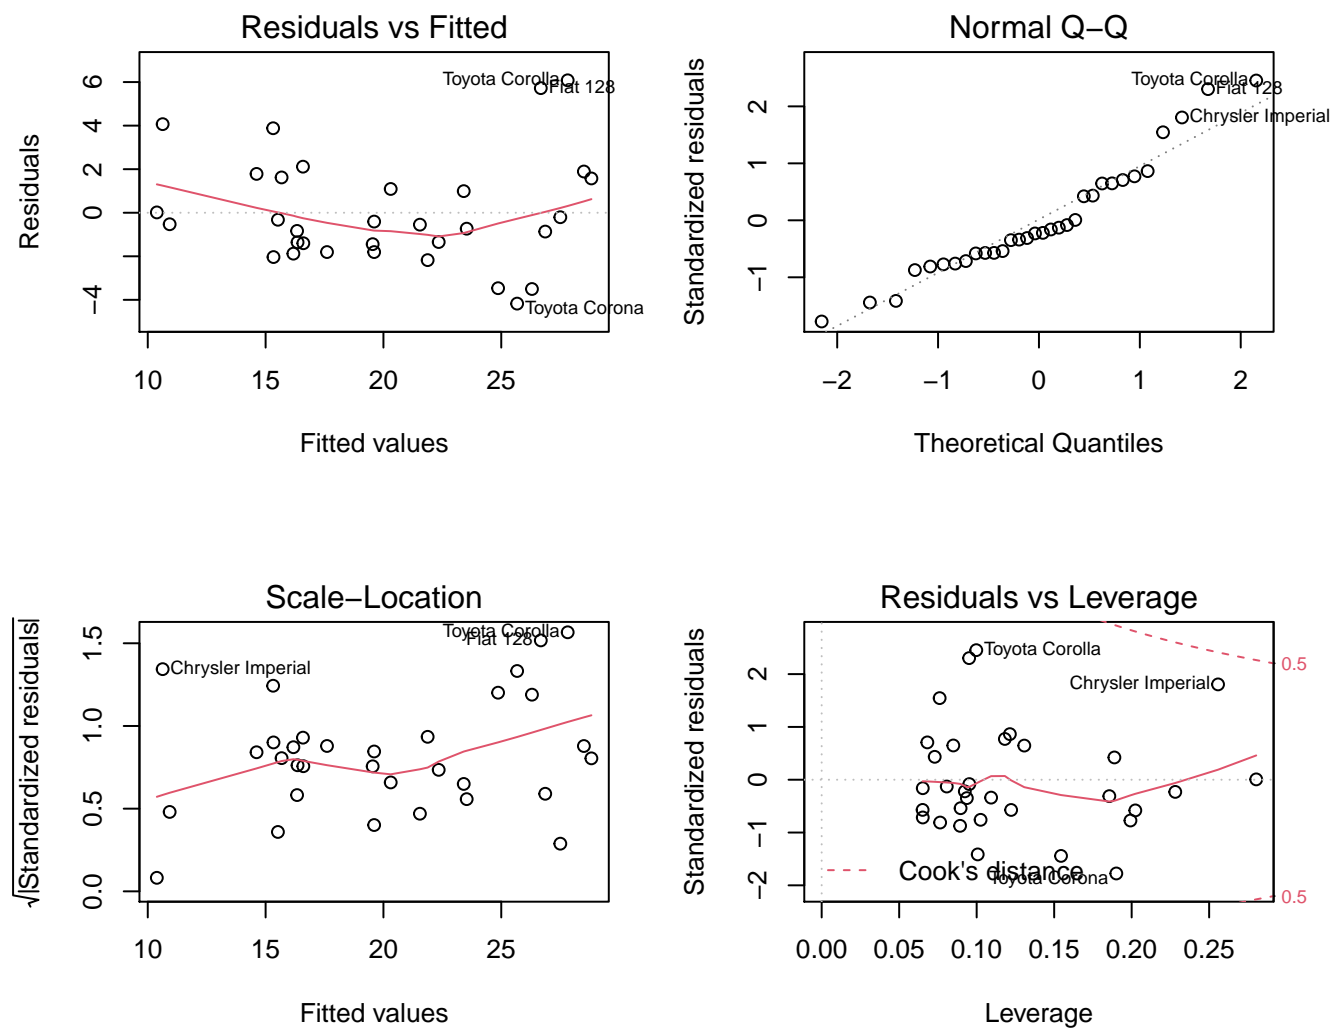 Residuals vs Fitted
Residuals
6
4
2
0
−4
Toyota Corolla
Fiat 128
Toyota Corona
10 15 20 25
Fitted values
Normal Q−Q
Standardized residuals
2
1
0
−1
Toyota Corolla
Fiat 128
Chrysler Imperial
−2 −1 0 1 2
Theoretical Quantiles
Scale−Location
√|Standardized residuals|
1.5
1.0
0.5
0.0
Toyota Corolla
Fiat 128
Chrysler Imperial
10 15 20 25
Fitted values
Residuals vs Leverage
Standardized residuals
2
1
0
−1
−2
Toyota Corolla
Chrysler Imperial
0.5
Cook's distance
Toyota Corona
0.5
0.00 0.05 0.10 0.15 0.20 0.25
Leverage